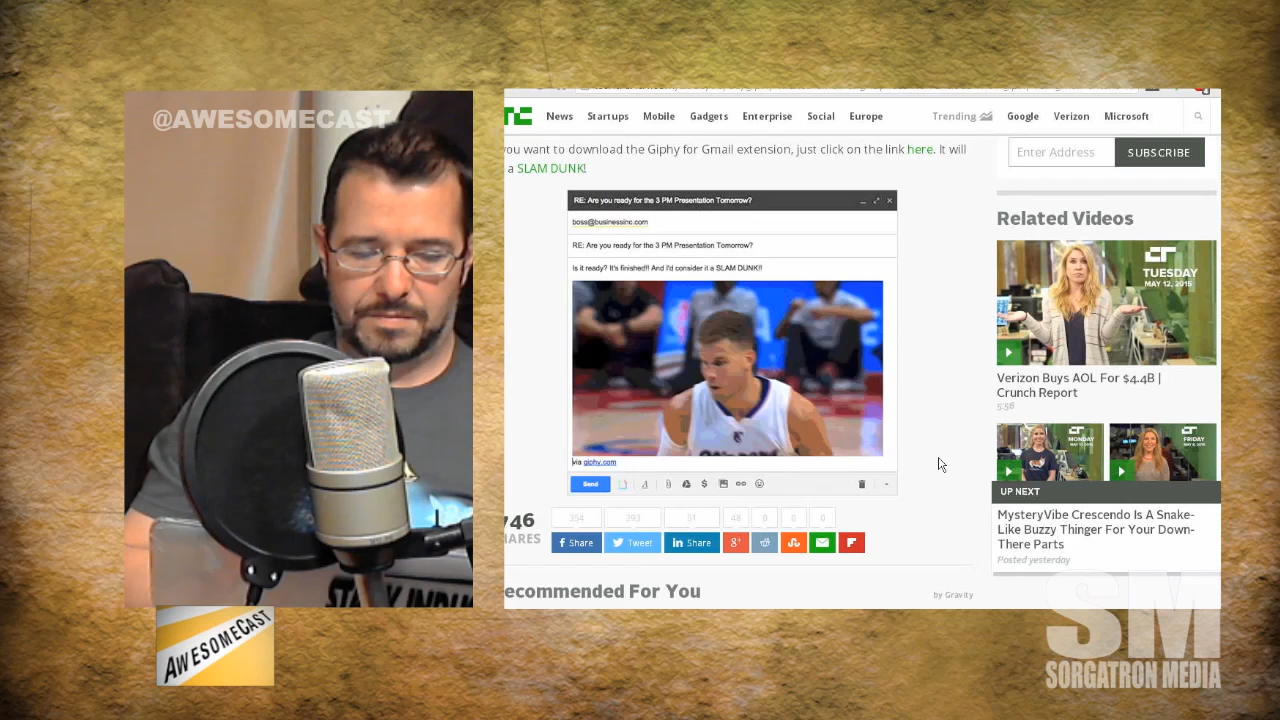 @AWESOMECAST
News Startups Mobile Gadgets Enterprise Social Europe Trending Google Verizon Microsoft
you want to download the Giphy for Gmail extension, just click on the link here. It will
a SLAM DUNK!
Enter Address SUBSCRIBE
RE: Are you ready for the 3 PM Presentation Tomorrow?
boss@businessinc.com
RE: Are you ready for the 3 PM Presentation Tomorrow?
Is it ready? It's finished!! And I'd consider it a SLAM DUNK!!
via giphy.com
Send
Related Videos
TUESDAY
MAY 12, 2015
Verizon Buys AOL For $4.4B |
Crunch Report
5:56
MONDAY
FRIDAY
UP NEXT
MysteryVibe Crescendo Is A Snake-
Like Buzzy Thinger For Your Down-
There Parts
Posted yesterday
746
HARES
354 393 51 48 0 0 0
Share Tweet Share
ecommended For You
by Gravity
AWESOMECAST
SM
SORGATRON MEDIA